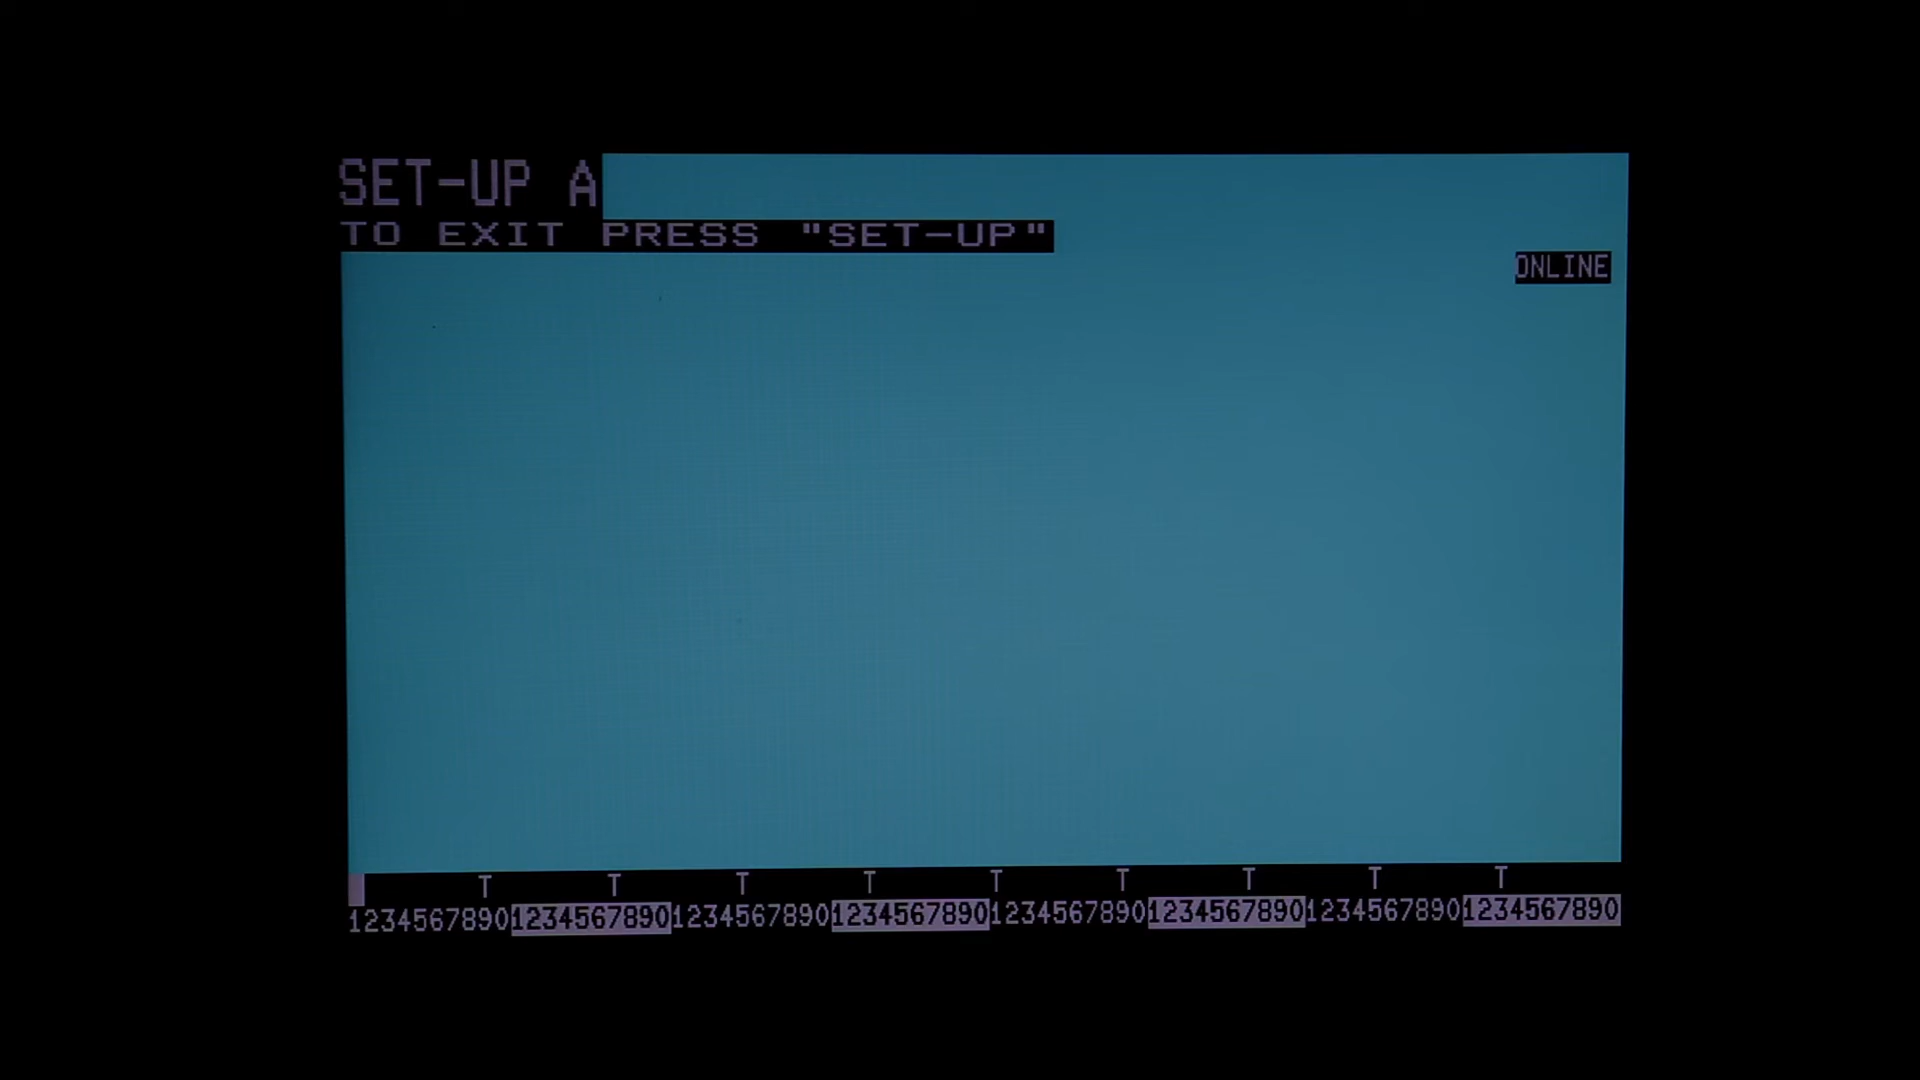 SET-UP A
TO EXIT PRESS "SET-UP"
ONLINE
T T T T T T T T T
12345678901234567890123456789012345678901234567890123456789012345678901234567890